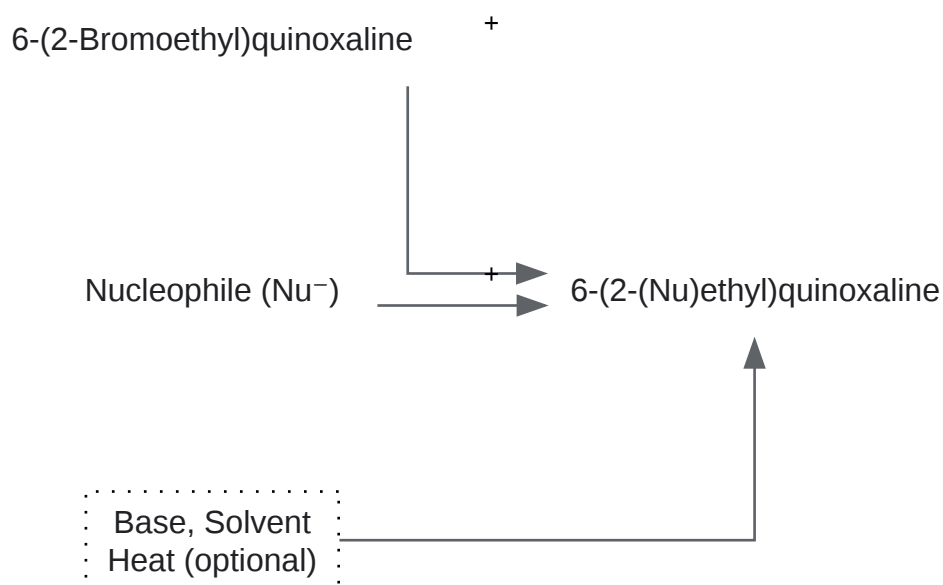 6-(2-Bromoethyl)quinoxaline
+
+
Nucleophile (Nu⁻)
6-(2-(Nu)ethyl)quinoxaline
Base, Solvent
Heat (optional)